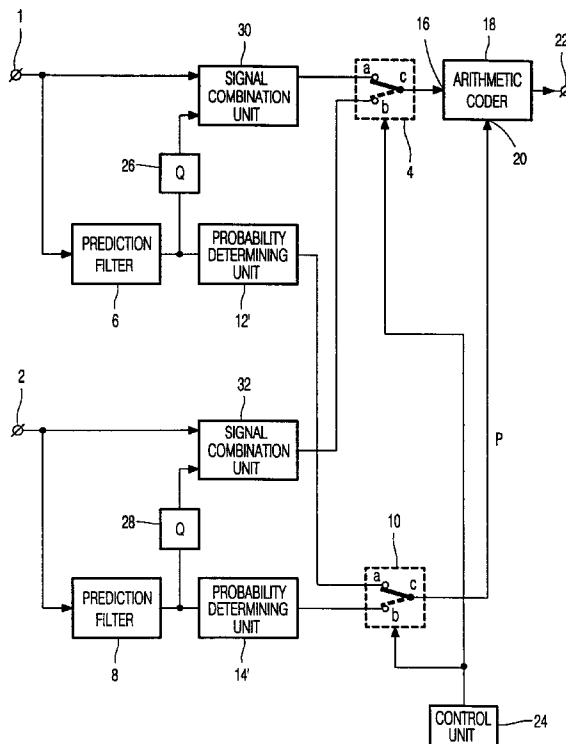 1
30
SIGNAL
COMBINATION
UNIT
a
c
b
4
16
18
ARITHMETIC
CODER
22
20
26
Q
PREDICTION
FILTER
6
PROBABILITY
DETERMINING
UNIT
12'
2
32
SIGNAL
COMBINATION
UNIT
P
28
Q
10
a
c
b
PREDICTION
FILTER
8
PROBABILITY
DETERMINING
UNIT
14'
CONTROL
UNIT
24